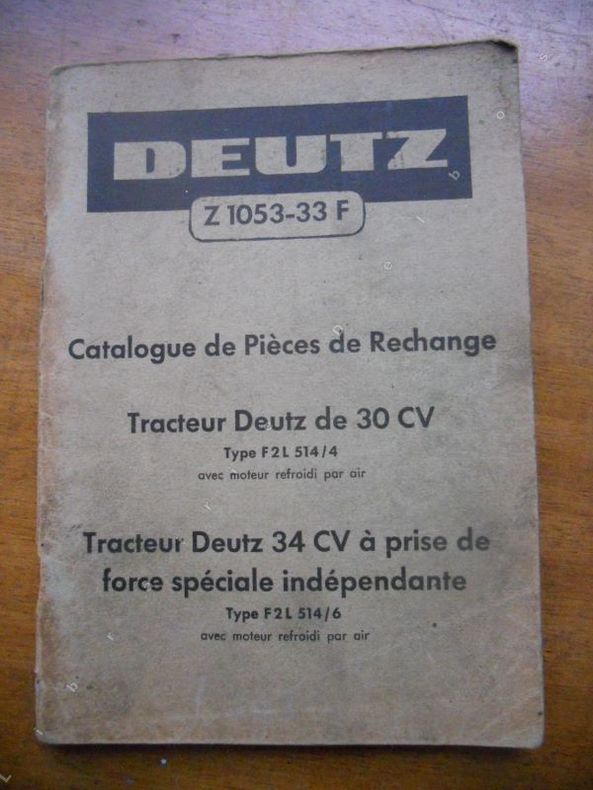 DEUTZ
Z 1053-33 F
Catalogue de Pièces de Rechange
Tracteur Deutz de 30 CV
Type F2L 514/4
avec moteur refroidi par air
Tracteur Deutz 34 CV à prise de
force spéciale indépendante
Type F2L 514/6
avec moteur refroidi par air